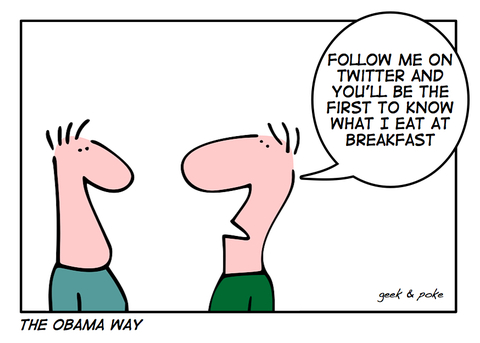 FOLLOW ME ON
TWITTER AND
YOU'LL BE THE
FIRST TO KNOW
WHAT I EAT AT
BREAKFAST
geek & poke
THE OBAMA WAY